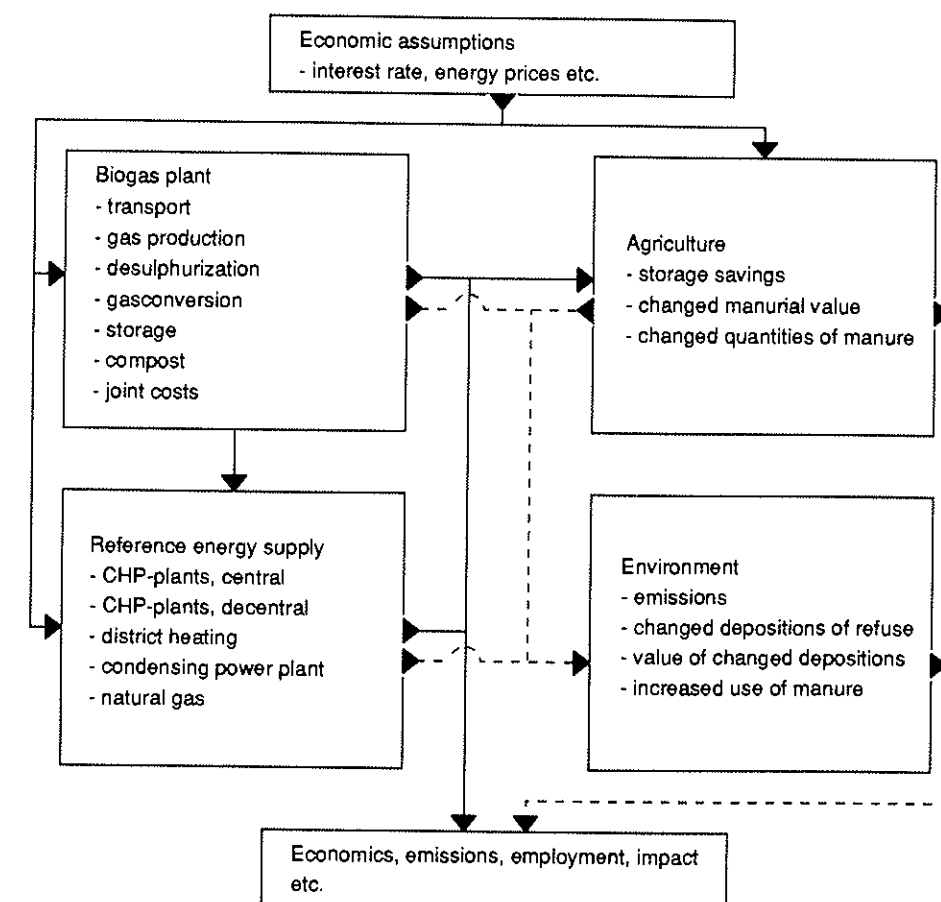 Economic assumptions
- interest rate, energy prices etc.
Biogas plant
- transport
- gas production
- desulphurization
- gasconversion
- storage
- compost
- joint costs
Agriculture
- storage savings
- changed manurial value
- changed quantities of manure
Reference energy supply
- CHP-plants, central
- CHP-plants, decentral
- district heating
- condensing power plant
- natural gas
Environment
- emissions
- changed depositions of refuse
- value of changed depositions
- increased use of manure
Economics, emissions, employment, impact
etc.